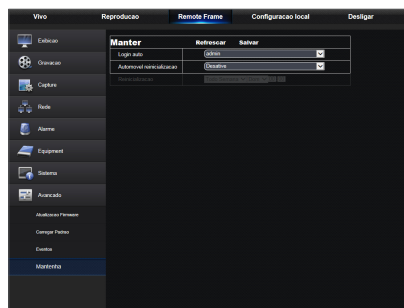 Vivo Reproducao Remote Frame Configuracao local Desligar
Exibicao
Gravacao
Capture
Rede
Alarme
Equipment
Sistema
Avancado
Atualizacao Firmware
Carregar Padrao
Eventos
Mantenha
Manter Refrescar Salvar
Login auto admin
Automovel reinicializacao Desative
Reinicializacao